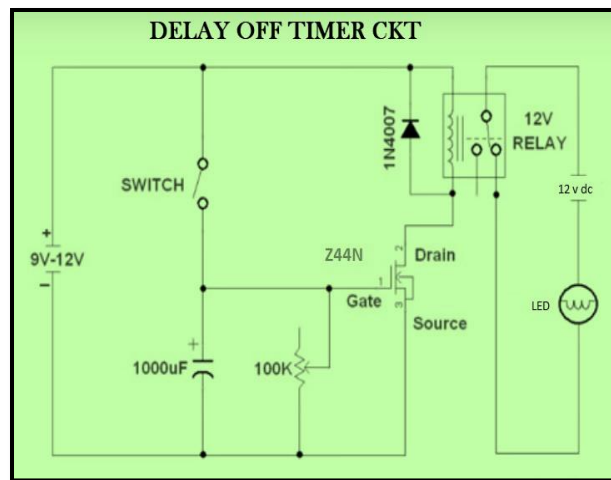 DELAY OFF TIMER CKT
1N4007
12V
RELAY
SWITCH
12 v dc
+
9V-12V
-
Z44N
2
Drain
1
Gate
3
Source
LED
+
1000uF
100K